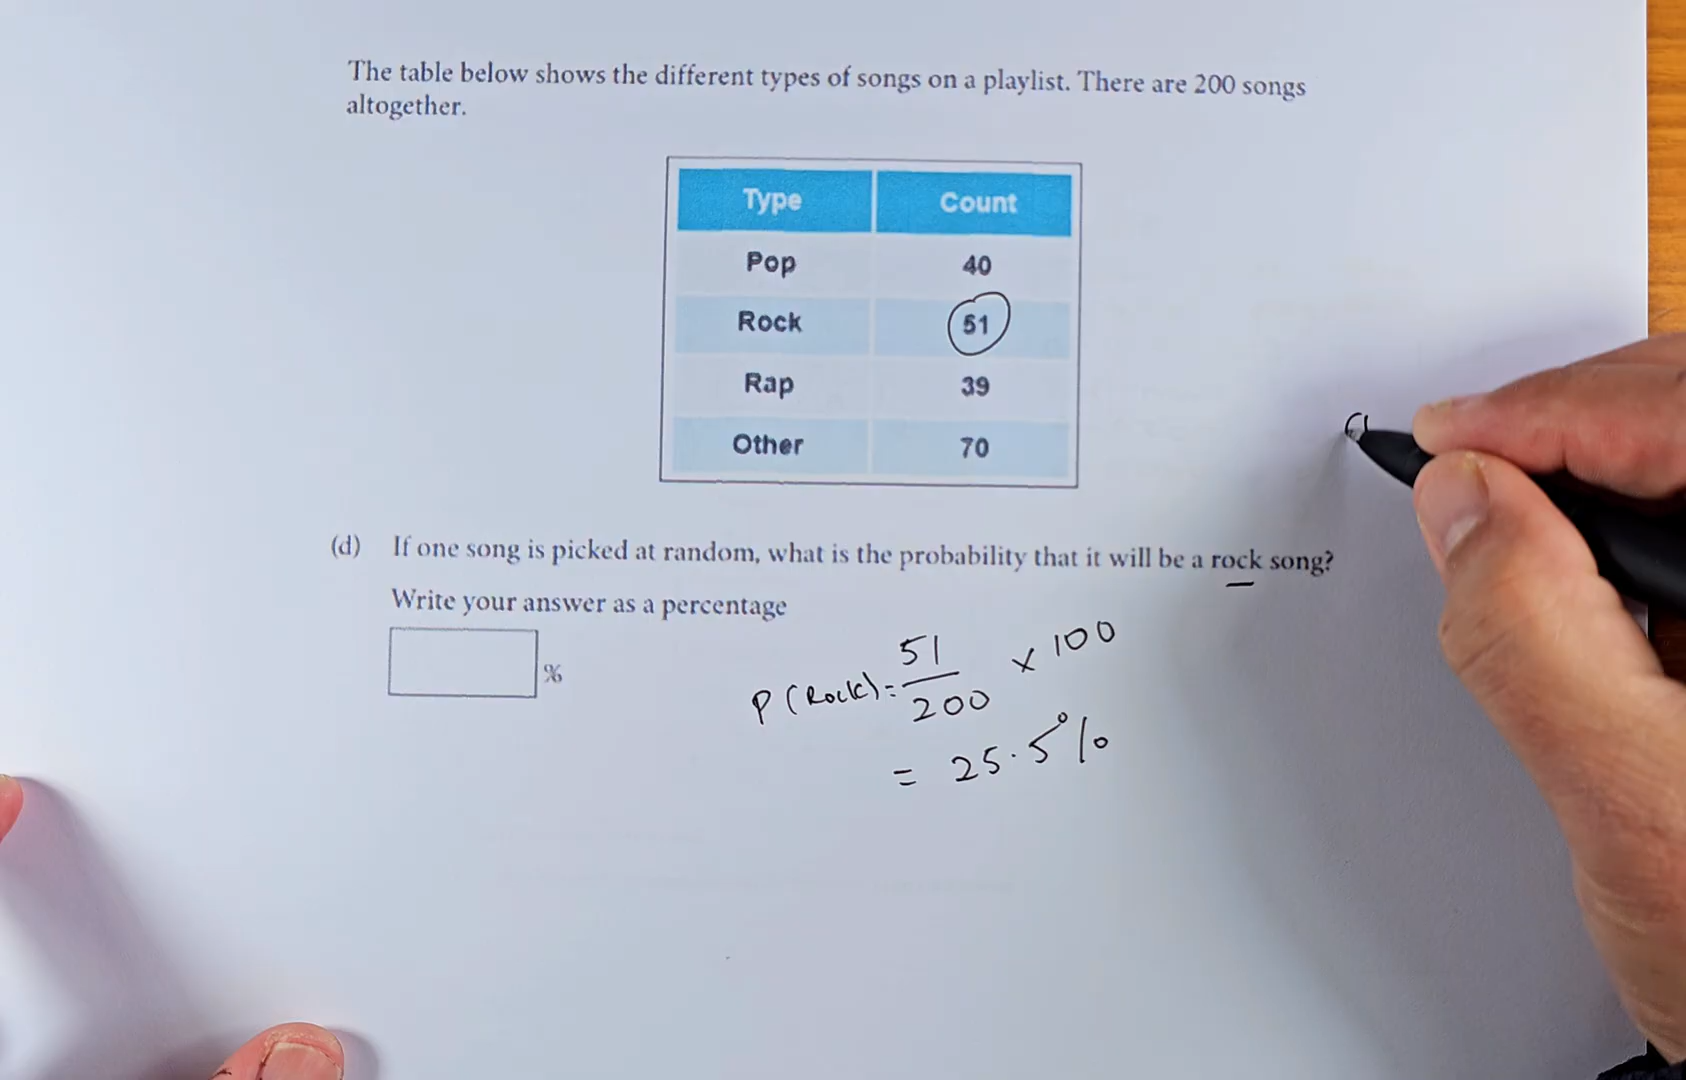 The table below shows the different types of songs on a playlist. There are 200 songs
altogether.
Type Count
Pop 40
Rock 51
Rap 39
Other 70
(d) If one song is picked at random, what is the probability that it will be a rock song?
Write your answer as a percentage
%
P (Rock) = 51/200 × 100
= 25.5%